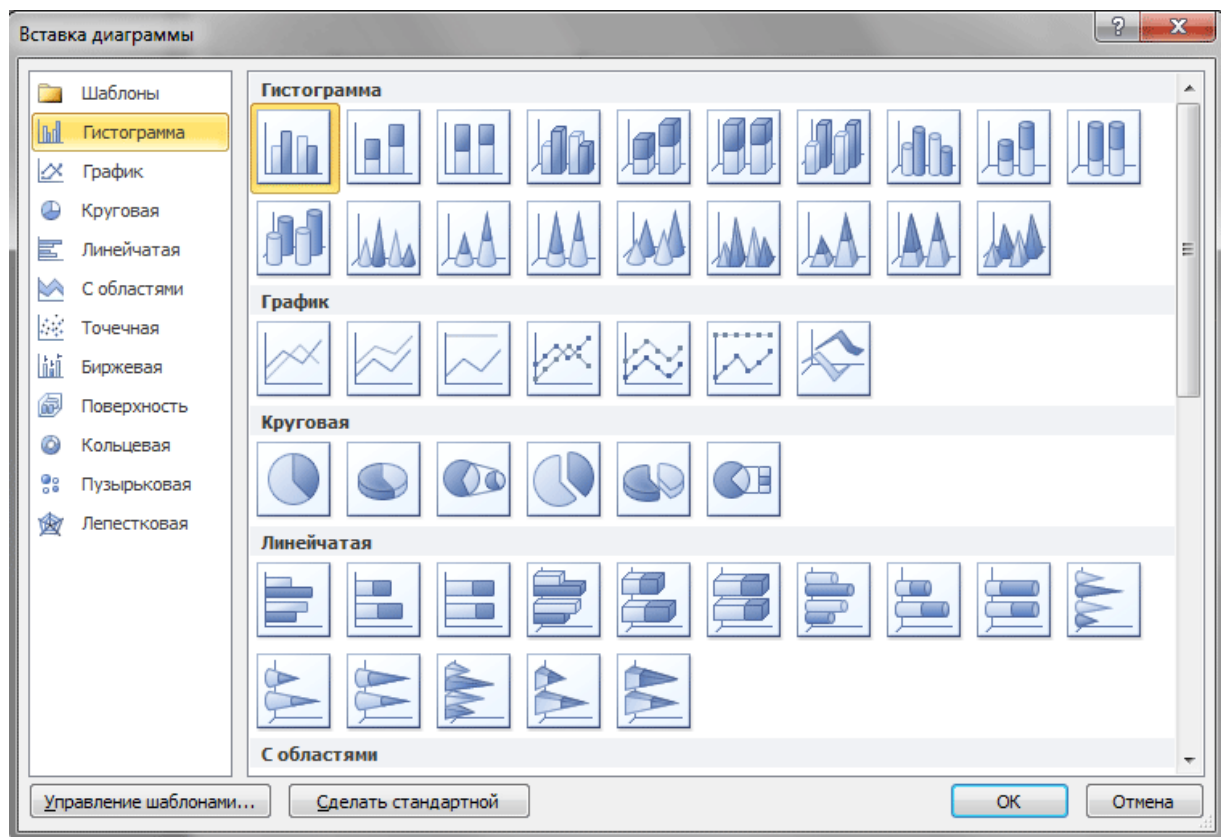 Вставка диаграммы
Шаблоны
Гистограмма
График
Круговая
Линейчатая
С областями
Точечная
Биржевая
Поверхность
Кольцевая
Пузырьковая
Лепестковая
Гистограмма
График
Круговая
Линейчатая
С областями
Управление шаблонами...
Сделать стандартной
ОК
Отмена